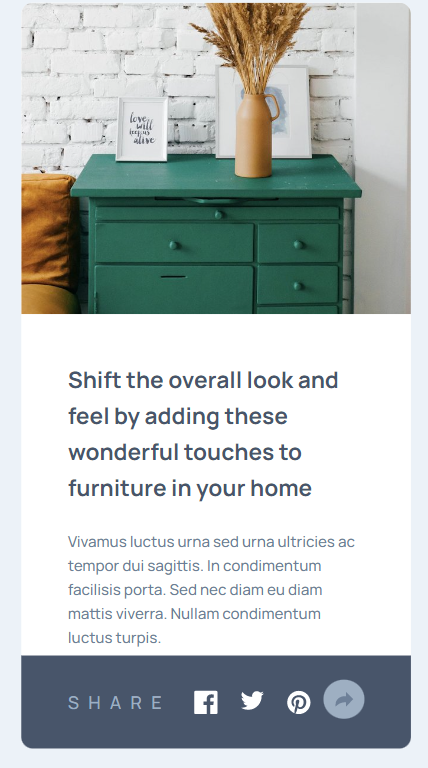 love
will
keep us
alive
Shift the overall look and
feel by adding these
wonderful touches to
furniture in your home
Vivamus luctus urna sed urna ultricies ac
tempor dui sagittis. In condimentum
facilisis porta. Sed nec diam eu diam
mattis viverra. Nullam condimentum
luctus turpis.
SHARE